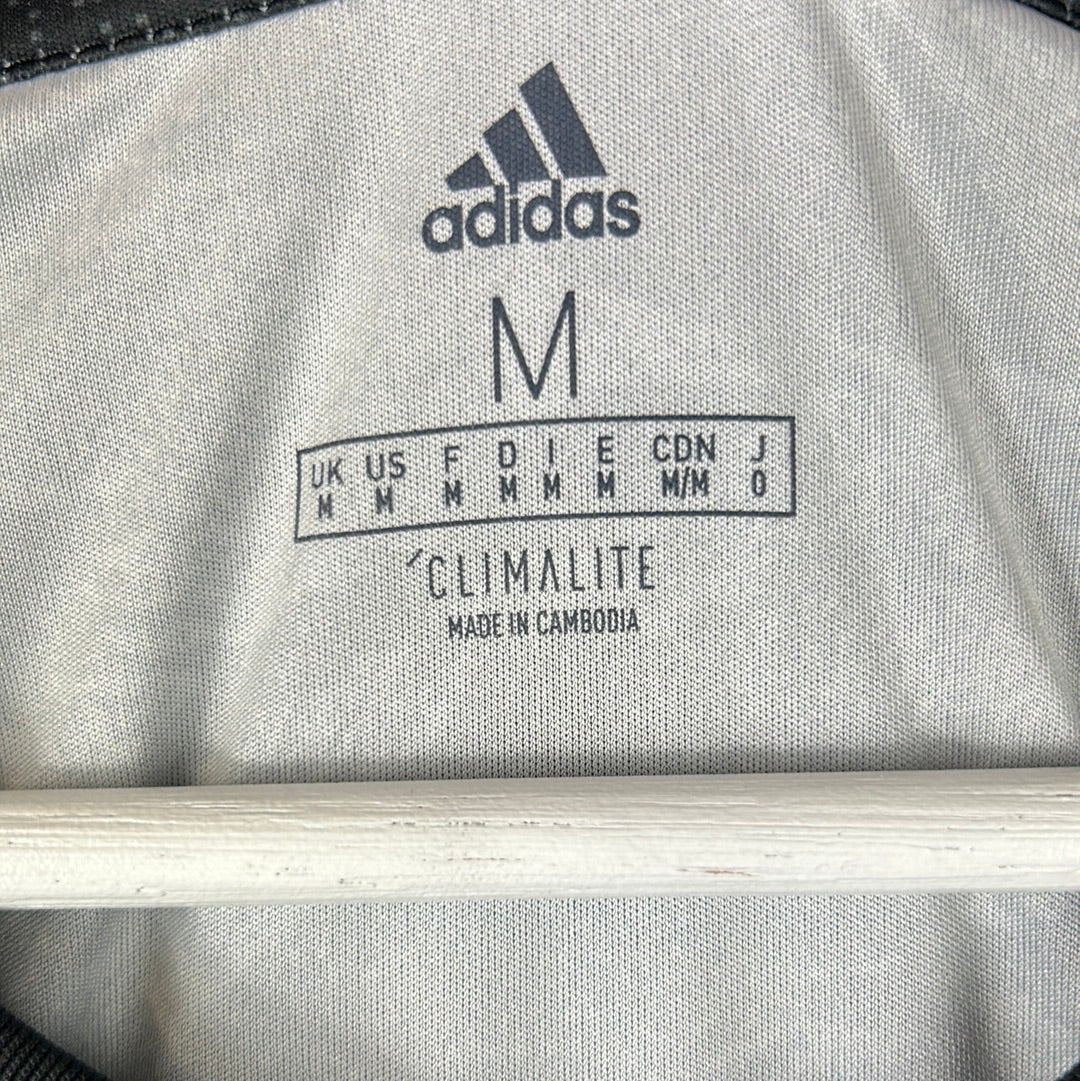 adidas
M
UK US F D I E CDN J
M M M M M M M/M O
CLIMALITE
MADE IN CAMBODIA